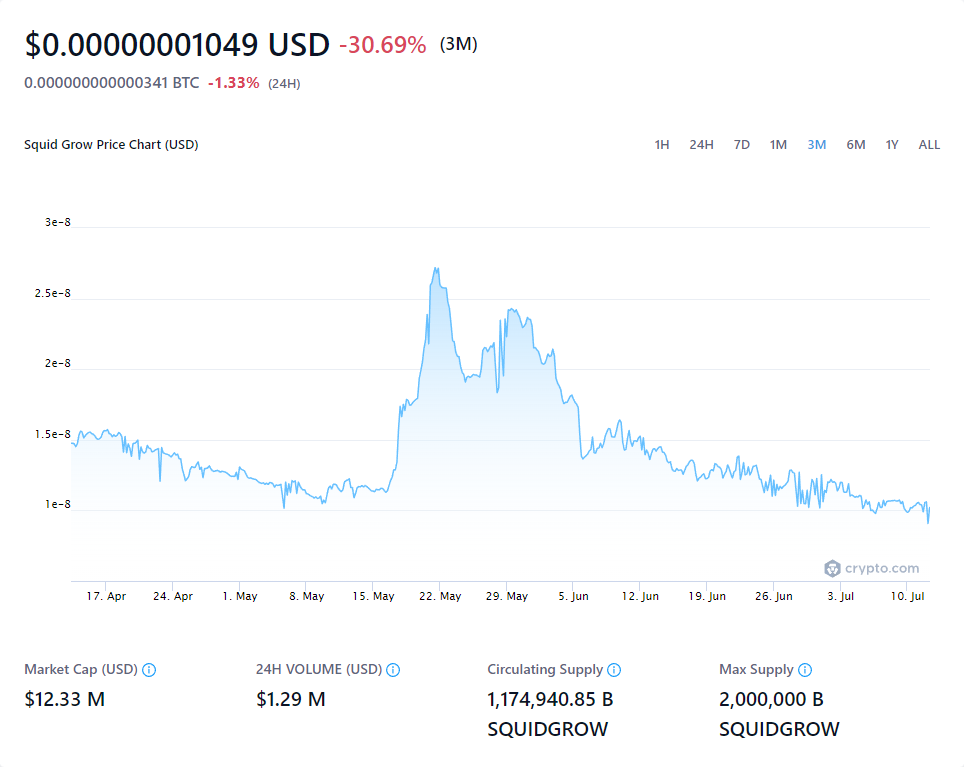 $0.00000001049 USD -30.69% (3M)
0.000000000000341 BTC -1.33% (24H)
Squid Grow Price Chart (USD) 1H 24H 7D 1M 3M 6M 1Y ALL
3e-8
2.5e-8
2e-8
1.5e-8
1e-8
crypto.com
17. Apr 24. Apr 1. May 8. May 15. May 22. May 29. May 5. Jun 12. Jun 19. Jun 26. Jun 3. Jul 10. Jul
Market Cap (USD) 24H VOLUME (USD) Circulating Supply Max Supply
$12.33 M $1.29 M 1,174,940.85 B 2,000,000 B
SQUIDGROW SQUIDGROW